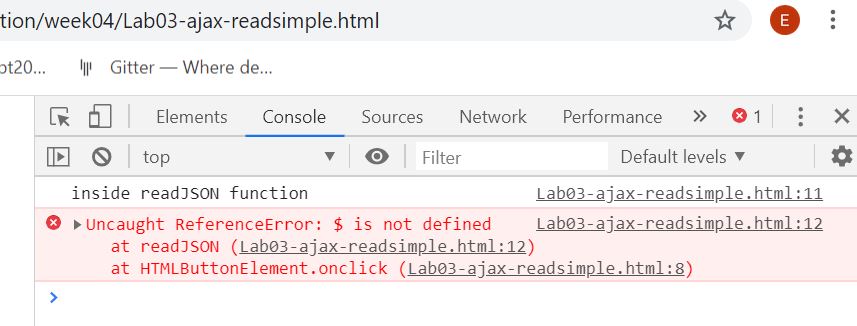 tion/week04/Lab03-ajax-readsimple.html
E
pt20...
Gitter — Where de...
Elements Console Sources Network Performance » 1
top Filter Default levels ▼
inside readJSON function Lab03-ajax-readsimple.html:11
Uncaught ReferenceError: $ is not defined Lab03-ajax-readsimple.html:12
at readJSON (Lab03-ajax-readsimple.html:12)
at HTMLButtonElement.onclick (Lab03-ajax-readsimple.html:8)